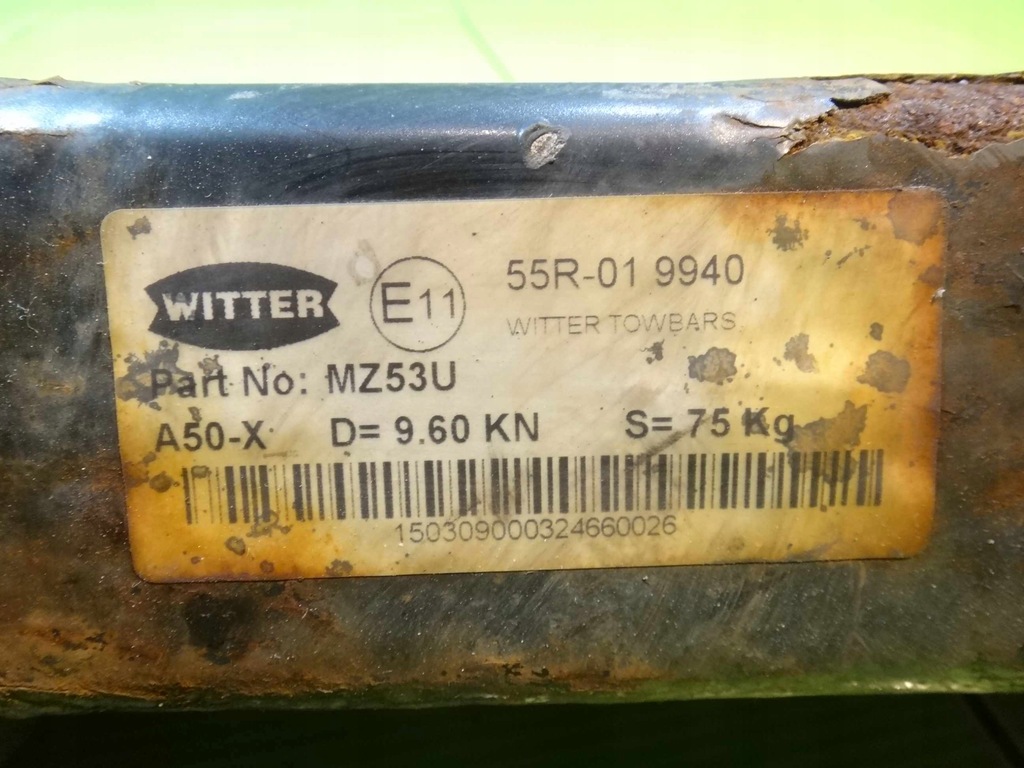 WITTER E11 55R-01 9940
WITTER TOWBARS
Part No: MZ53U
A50-X D= 9.60 KN S= 75 Kg
150309000324660026